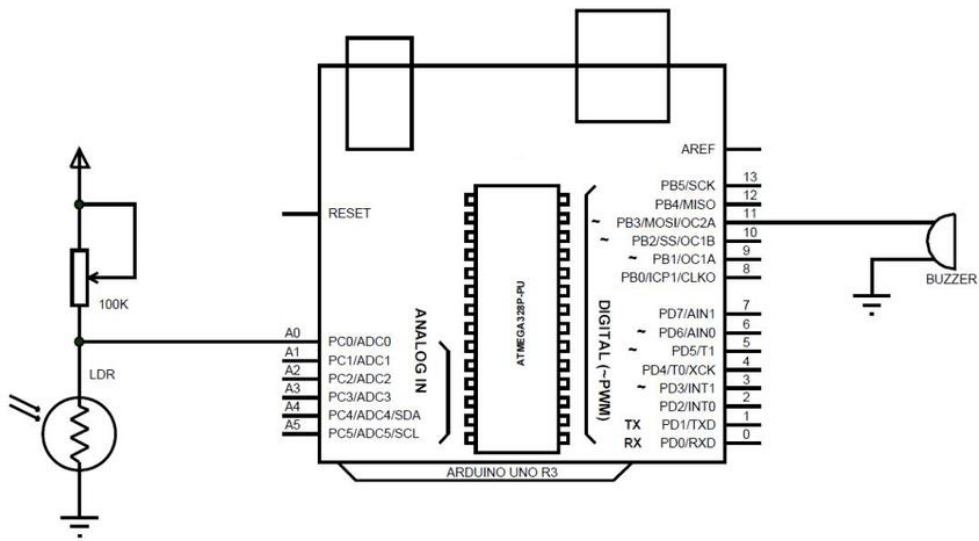 AREF
RESET
PB5/SCK 13
PB4/MISO 12
~ PB3/MOSI/OC2A 11
~ PB2/SS/OC1B 10
~ PB1/OC1A 9
PB0/ICP1/CLKO 8
BUZZER
100K
PD7/AIN1 7
~ PD6/AIN0 6
~ PD5/T1 5
PD4/T0/XCK 4
~ PD3/INT1 3
PD2/INT0 2
TX PD1/TXD 1
RX PD0/RXD 0
A0 PC0/ADC0
A1 PC1/ADC1
A2 PC2/ADC2
A3 PC3/ADC3
A4 PC4/ADC4/SDA
A5 PC5/ADC5/SCL
ANALOG IN
ATMEGA328P-PU
DIGITAL (~PWM)
LDR
ARDUINO UNO R3